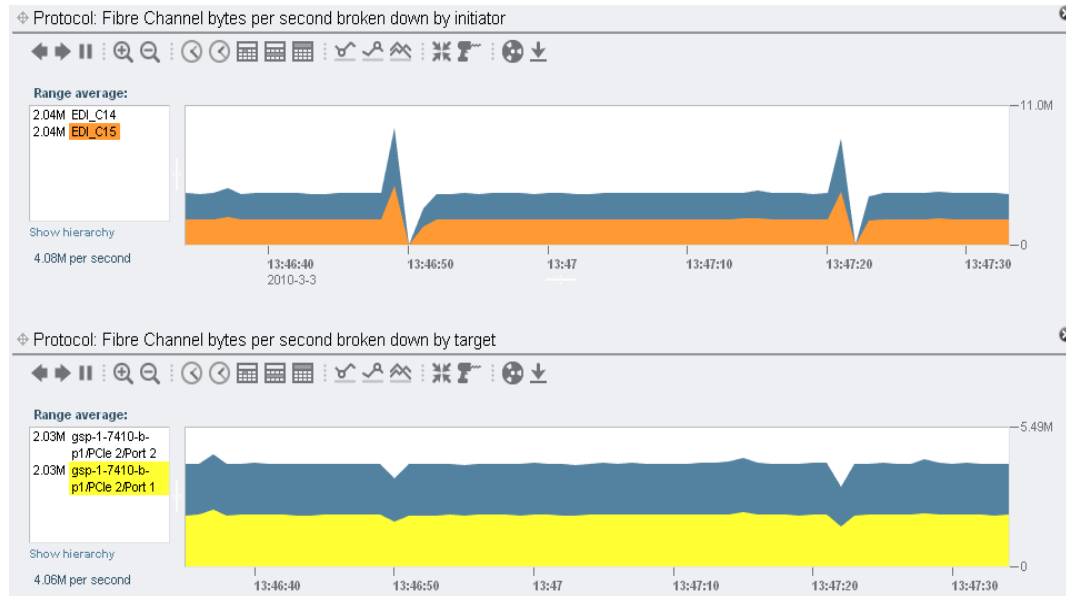 Protocol: Fibre Channel bytes per second broken down by initiator
Range average:
2.04M EDI_C14
2.04M EDI_C15
Show hierarchy
4.08M per second
11.0M
0
13:46:40 13:46:50 13:47 13:47:10 13:47:20 13:47:30
2010-3-3
Protocol: Fibre Channel bytes per second broken down by target
Range average:
2.03M gsp-1-7410-b-
p1/PCIe 2/Port 2
2.03M gsp-1-7410-b-
p1/PCIe 2/Port 1
Show hierarchy
4.06M per second
5.49M
0
13:46:40 13:46:50 13:47 13:47:10 13:47:20 13:47:30